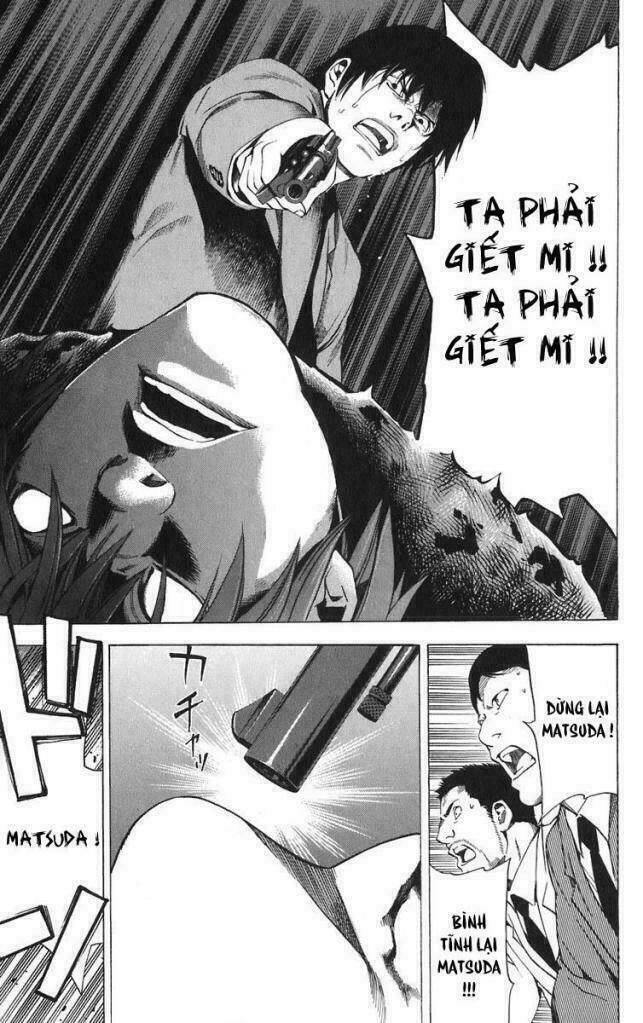 TA PHẢI
GIẾT MI !!
TA PHẢI
GIẾT MI !!
DỪNG LẠI
MATSUDA !
BÌNH
TĨNH LẠI
MATSUDA
!!!
カチャッ
MATSUDA !